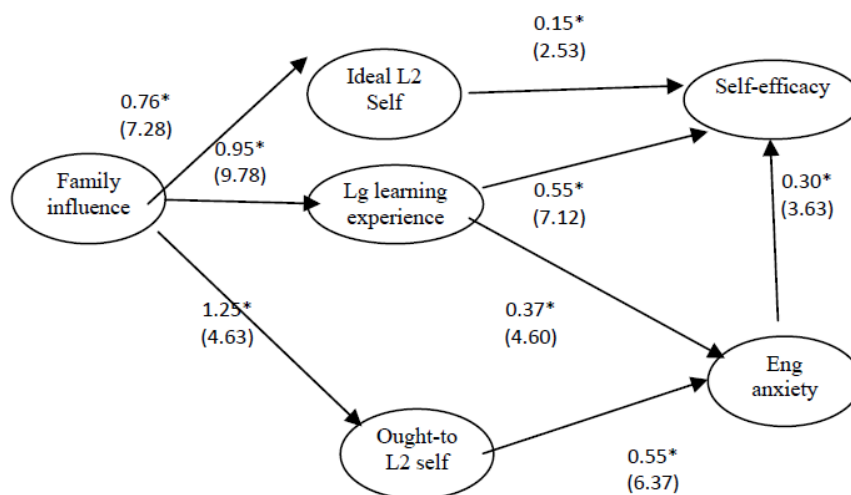 0.15*
(2.53)
Ideal L2
Self
Self-efficacy
0.76*
(7.28)
0.95*
(9.78)
Family
influence
Lg learning
experience
0.55*
(7.12)
0.30*
(3.63)
1.25*
(4.63)
0.37*
(4.60)
Eng
anxiety
Ought-to
L2 self
0.55*
(6.37)